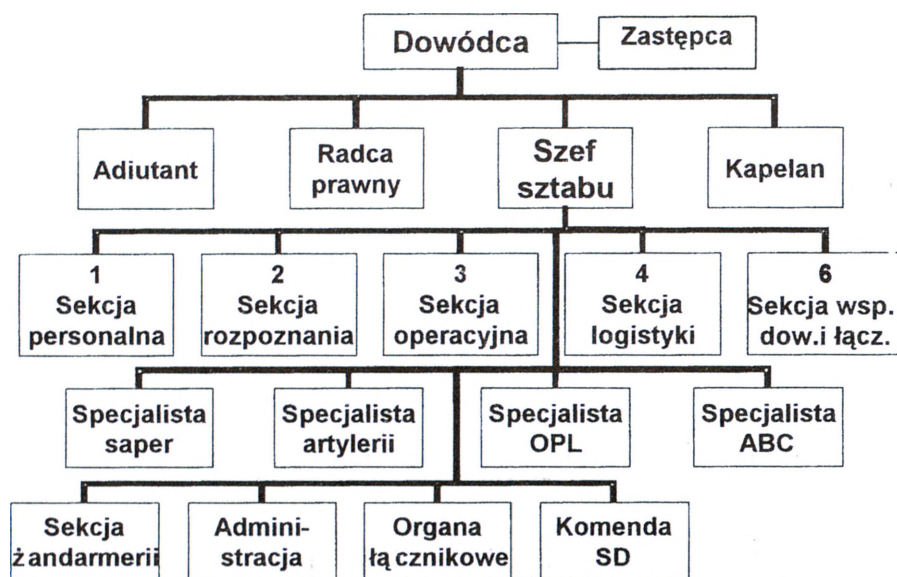 Dowódca
Zastępca
Adiutant
Radca
prawny
Szef
sztabu
Kapelan
1
Sekcja
personalna
2
Sekcja
rozpoznania
3
Sekcja
operacyjna
4
Sekcja
logistyki
6
Sekcja wsp.
dow.i łącz.
Specjalista
saper
Specjalista
artylerii
Specjalista
OPL
Specjalista
ABC
Sekcja
żandarmerii
Admini-
stracja
Organa
łącznikowe
Komenda
SD